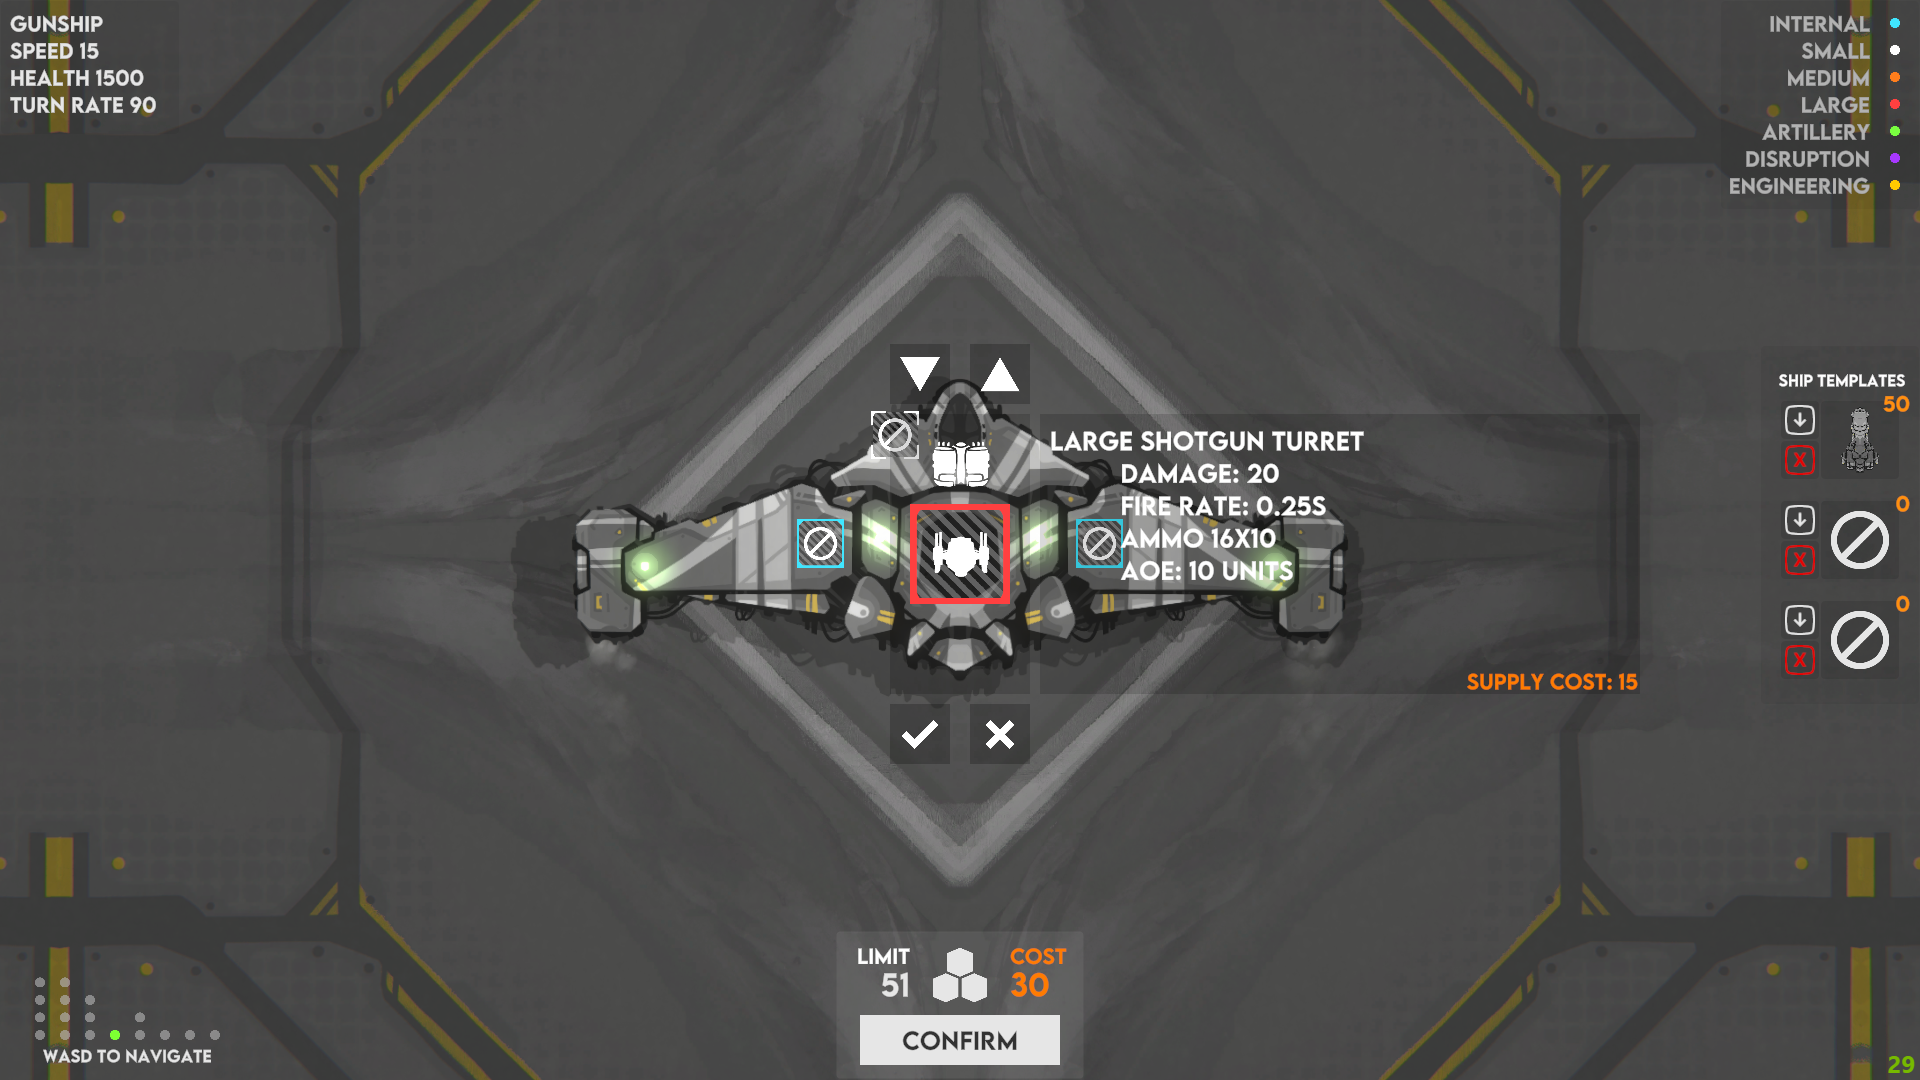 GUNSHIP
SPEED 15
HEALTH 1500
TURN RATE 90
INTERNAL
SMALL
MEDIUM
LARGE
ARTILLERY
DISRUPTION
ENGINEERING
SHIP TEMPLATES
50
X
0
X
0
X
LARGE SHOTGUN TURRET
DAMAGE: 20
FIRE RATE: 0.25S
AMMO 16X10
AOE: 10 UNITS
SUPPLY COST: 15
LIMIT
51
COST
30
CONFIRM
WASD TO NAVIGATE
29